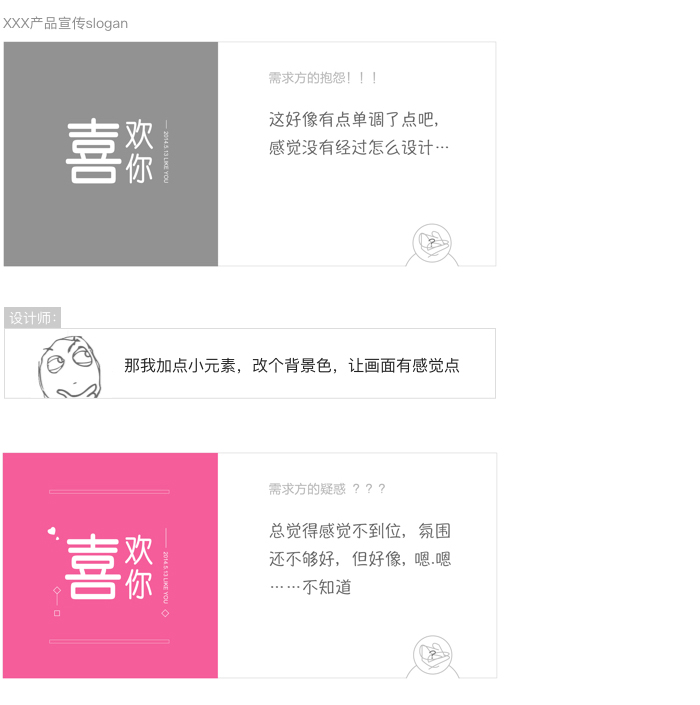 XXX产品宣传slogan
需求方的抱怨！！！
这好像有点单调了点吧，
感觉没有经过怎么设计…
喜欢你
2014.5.13 LIKE YOU
设计师：
那我加点小元素，改个背景色，让画面有感觉点
需求方的疑惑 ？？？
总觉得感觉不到位，氛围
还不够好，但好像, 嗯.嗯
……不知道
喜欢你
2014.5.13 LIKE YOU